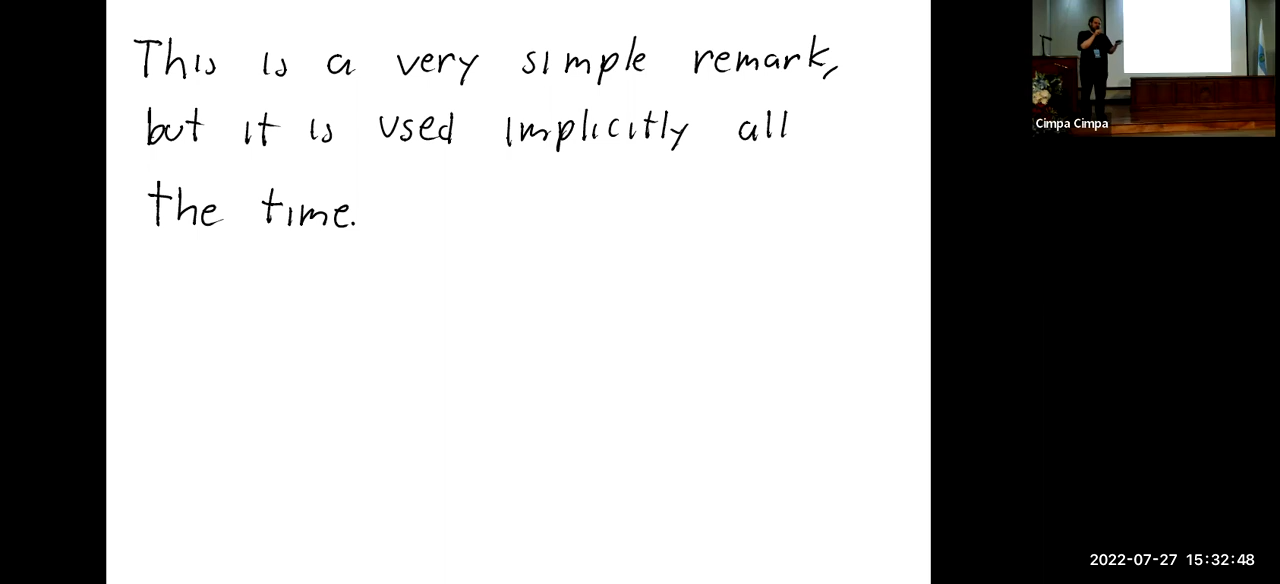 This is a very simple remark,
but it is used implicitly all
the time.
Cimpa Cimpa
2022-07-27 15:32:48